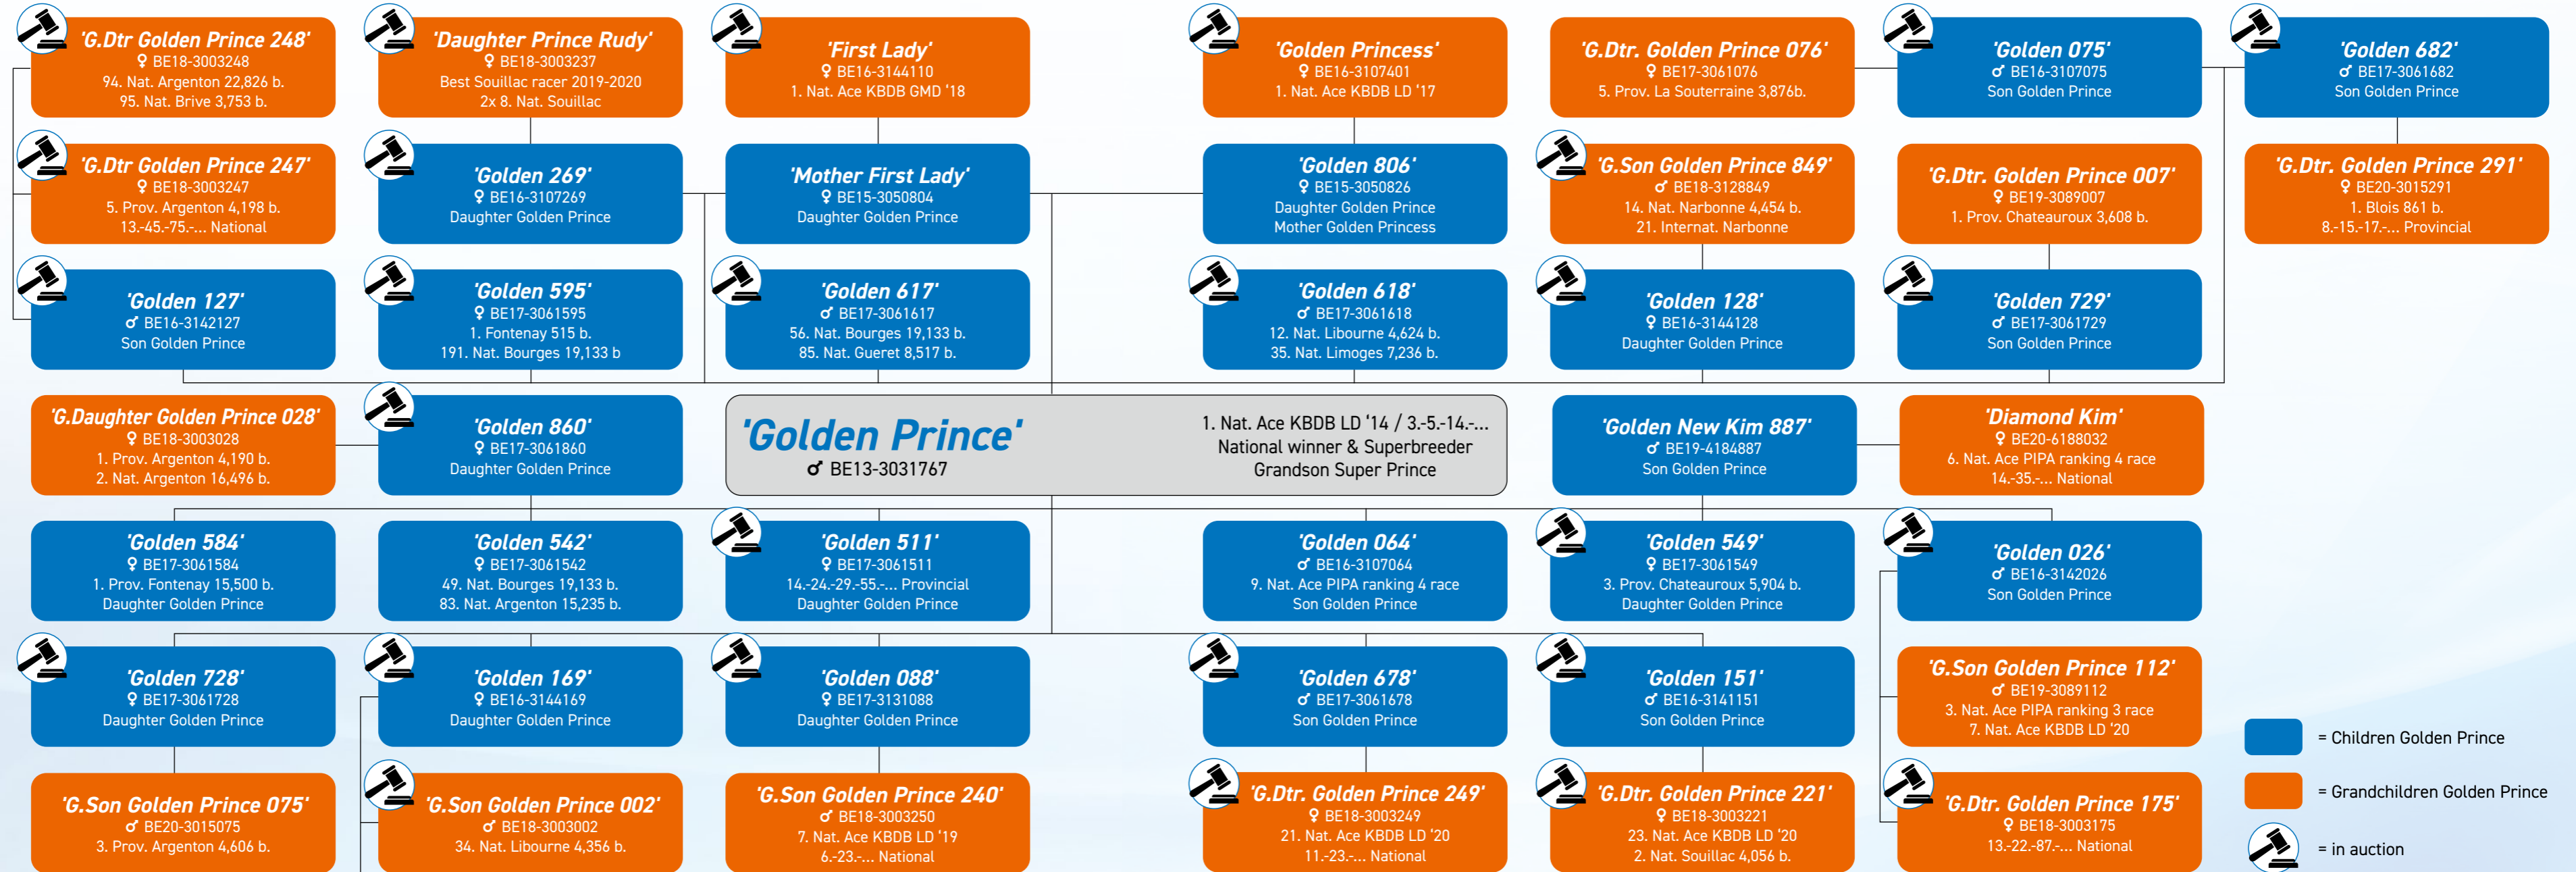 'G.Dtr Golden Prince 248'
♀ BE18-3003248
94. Nat. Argenton 22,826 b.
95. Nat. Brive 3,753 b.
'Daughter Prince Rudy'
♀ BE18-3003237
Best Souillac racer 2019-2020
2x 8. Nat. Souillac
'First Lady'
♀ BE16-3144110
1. Nat. Ace KBDB GMD '18
'Golden Princess'
♀ BE16-3107401
1. Nat. Ace KBDB LD '17
'G.Dtr. Golden Prince 076'
♀ BE17-3061076
5. Prov. La Souterraine 3,876b.
'Golden 075'
♂ BE16-3107075
Son Golden Prince
'Golden 682'
♂ BE17-3061682
Son Golden Prince
'G.Dtr Golden Prince 247'
♀ BE18-3003247
5. Prov. Argenton 4,198 b.
13.-45.-75.-... National
'Golden 269'
♀ BE16-3107269
Daughter Golden Prince
'Mother First Lady'
♀ BE15-3050804
Daughter Golden Prince
'Golden 806'
♀ BE15-3050826
Daughter Golden Prince
Mother Golden Princess
'G.Son Golden Prince 849'
♂ BE18-3128849
14. Nat. Narbonne 4,454 b.
21. Internat. Narbonne
'G.Dtr. Golden Prince 007'
♀ BE19-3089007
1. Prov. Chateauroux 3,608 b.
'G.Dtr. Golden Prince 291'
♀ BE20-3015291
1. Blois 861 b.
8.-15.-17.-... Provincial
'Golden 127'
♂ BE16-3142127
Son Golden Prince
'Golden 595'
♀ BE17-3061595
1. Fontenay 515 b.
191. Nat. Bourges 19,133 b
'Golden 617'
♂ BE17-3061617
56. Nat. Bourges 19,133 b.
85. Nat. Gueret 8,517 b.
'Golden 618'
♂ BE17-3061618
12. Nat. Libourne 4,624 b.
35. Nat. Limoges 7,236 b.
'Golden 128'
♀ BE16-3144128
Daughter Golden Prince
'Golden 729'
♂ BE17-3061729
Son Golden Prince
'G.Daughter Golden Prince 028'
♀ BE18-3003028
1. Prov. Argenton 4,190 b.
2. Nat. Argenton 16,496 b.
'Golden 860'
♀ BE17-3061860
Daughter Golden Prince
'Golden Prince'
♂ BE13-3031767
1. Nat. Ace KBDB LD '14 / 3.-5.-14.-...
National winner & Superbreeder
Grandson Super Prince
'Golden New Kim 887'
♂ BE19-4184887
Son Golden Prince
'Diamond Kim'
♀ BE20-6188032
6. Nat. Ace PIPA ranking 4 race
14.-35.-... National
'Golden 584'
♀ BE17-3061584
1. Prov. Fontenay 15,500 b.
Daughter Golden Prince
'Golden 542'
♀ BE17-3061542
49. Nat. Bourges 19,133 b.
83. Nat. Argenton 15,235 b.
'Golden 511'
♀ BE17-3061511
14.-24.-29.-55.-... Provincial
Daughter Golden Prince
'Golden 064'
♂ BE16-3107064
9. Nat. Ace PIPA ranking 4 race
Son Golden Prince
'Golden 549'
♀ BE17-3061549
3. Prov. Chateauroux 5,904 b.
Daughter Golden Prince
'Golden 026'
♂ BE16-3142026
Son Golden Prince
'Golden 728'
♀ BE17-3061728
Daughter Golden Prince
'Golden 169'
♀ BE16-3144169
Daughter Golden Prince
'Golden 088'
♀ BE17-3131088
Daughter Golden Prince
'Golden 678'
♂ BE17-3061678
Son Golden Prince
'Golden 151'
♂ BE16-3141151
Son Golden Prince
'G.Son Golden Prince 112'
♂ BE19-3089112
3. Nat. Ace PIPA ranking 3 race
7. Nat. Ace KBDB LD '20
= Children Golden Prince
'G.Son Golden Prince 075'
♂ BE20-3015075
3. Prov. Argenton 4,606 b.
'G.Son Golden Prince 002'
♂ BE18-3003002
34. Nat. Libourne 4,356 b.
'G.Son Golden Prince 240'
♂ BE18-3003250
7. Nat. Ace KBDB LD '19
6.-23.-... National
'G.Dtr. Golden Prince 249'
♀ BE18-3003249
21. Nat. Ace KBDB LD '20
11.-23.-... National
'G.Dtr. Golden Prince 221'
♀ BE18-3003221
23. Nat. Ace KBDB LD '20
2. Nat. Souillac 4,056 b.
'G.Dtr. Golden Prince 175'
♀ BE18-3003175
13.-22.-87.-... National
= Grandchildren Golden Prince
= in auction